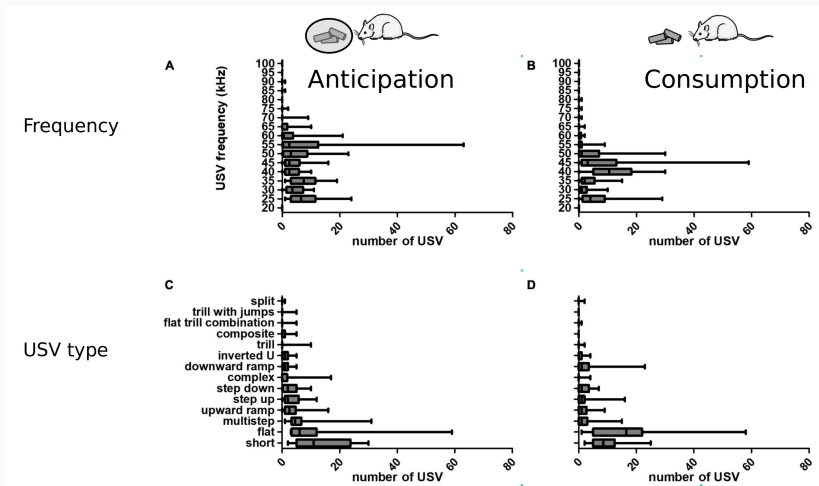 A
Anticipation
B
Consumption
Frequency
USV frequency (kHz)
100
95
90
85
80
75
70
65
60
55
50
45
40
35
30
25
20
0
20
40
60
80
number of USV
100
95
90
85
80
75
70
65
60
55
50
45
40
35
30
25
20
0
20
40
60
80
number of USV
C
D
USV type
split
trill with jumps
flat trill combination
composite
trill
inverted U
downward ramp
complex
step down
step up
upward ramp
multistep
flat
short
0
20
40
60
80
number of USV
0
20
40
60
80
number of USV